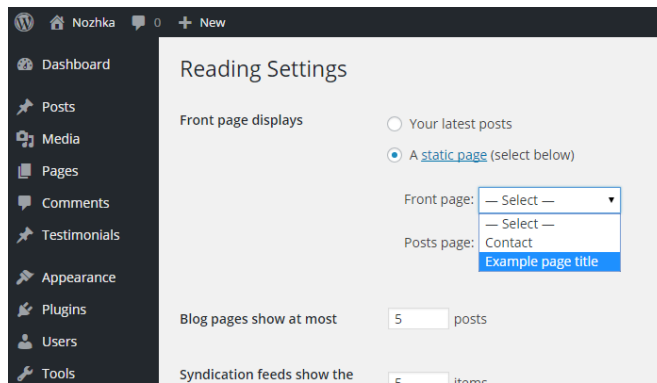 Nozhka 0 + New
Dashboard
Posts
Media
Pages
Comments
Testimonials
Appearance
Plugins
Users
Tools
Reading Settings
Front page displays
Your latest posts
A static page (select below)
Front page: — Select —
— Select —
Posts page: Contact
Example page title
Blog pages show at most 5 posts
Syndication feeds show the
5 items